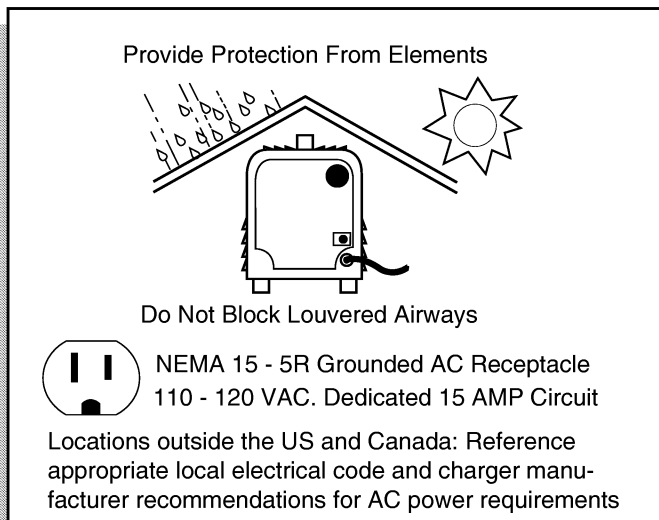 Provide Protection From Elements
Do Not Block Louvered Airways
NEMA 15 - 5R Grounded AC Receptacle
110 - 120 VAC. Dedicated 15 AMP Circuit
Locations outside the US and Canada: Reference
appropriate local electrical code and charger manu-
facturer recommendations for AC power requirements